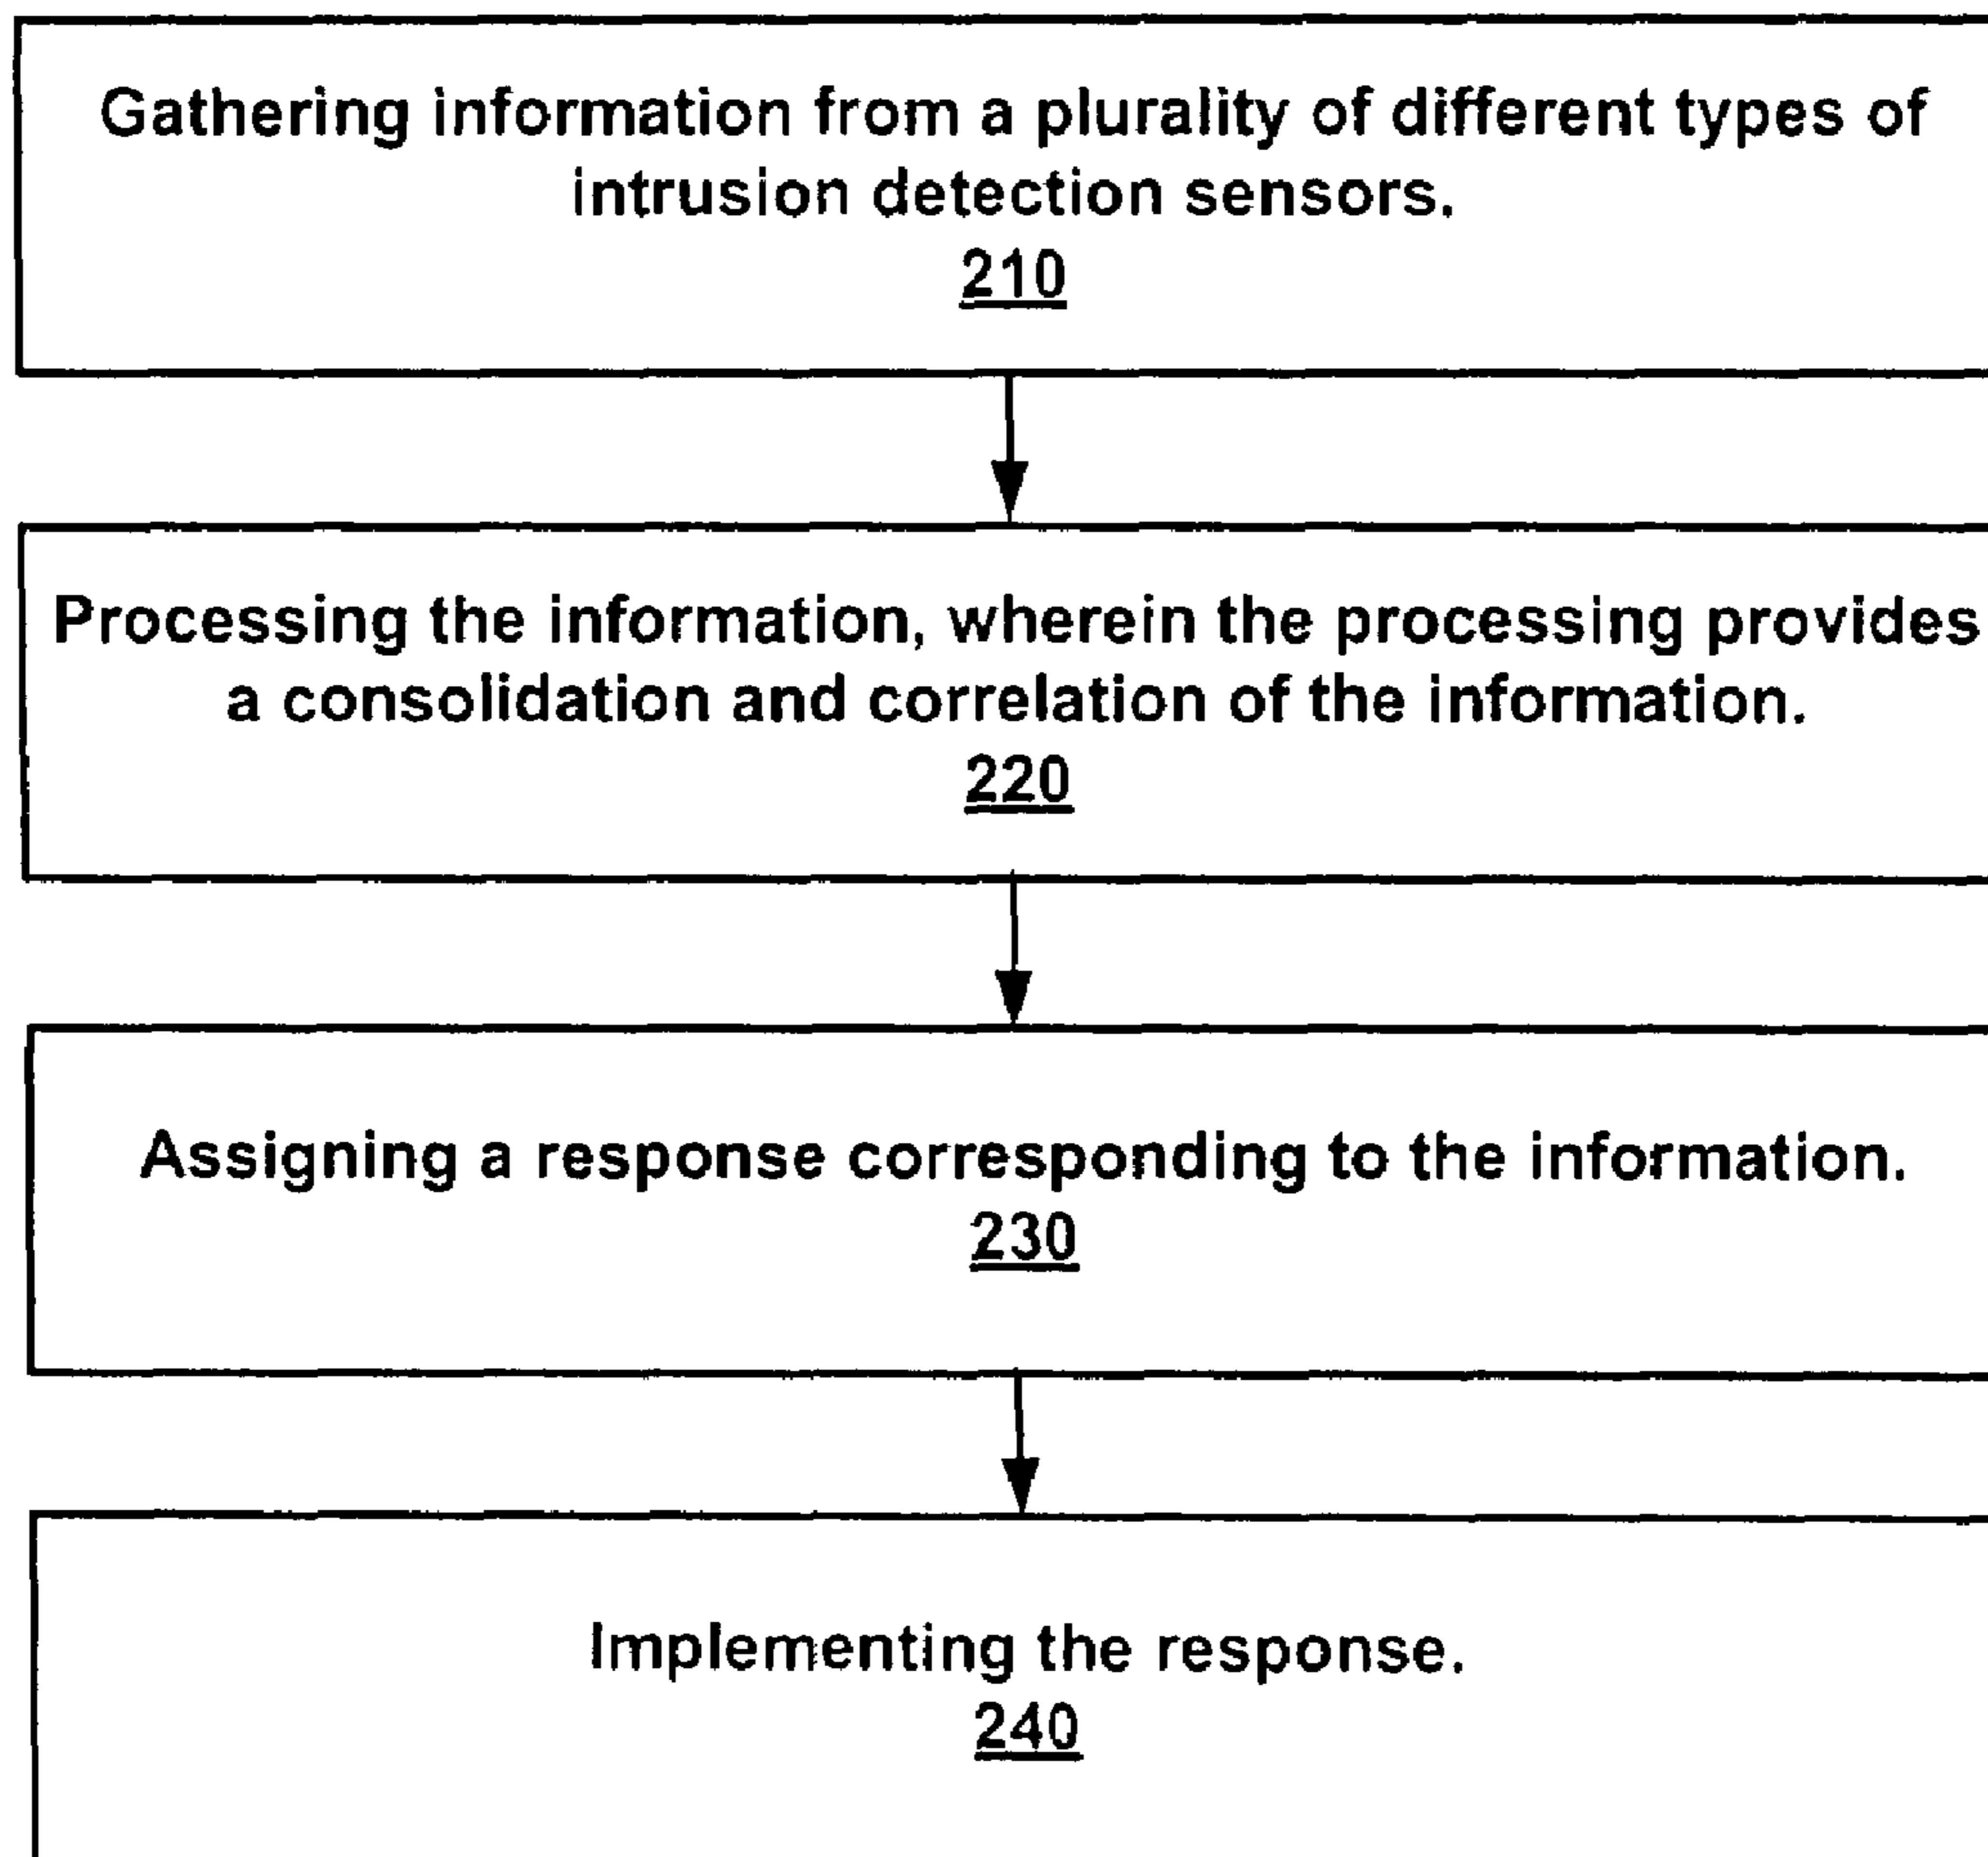 Gathering information from a plurality of different types of
intrusion detection sensors.
210
Processing the information, wherein the processing provides
a consolidation and correlation of the information.
220
Assigning a response corresponding to the information.
230
Implementing the response.
240